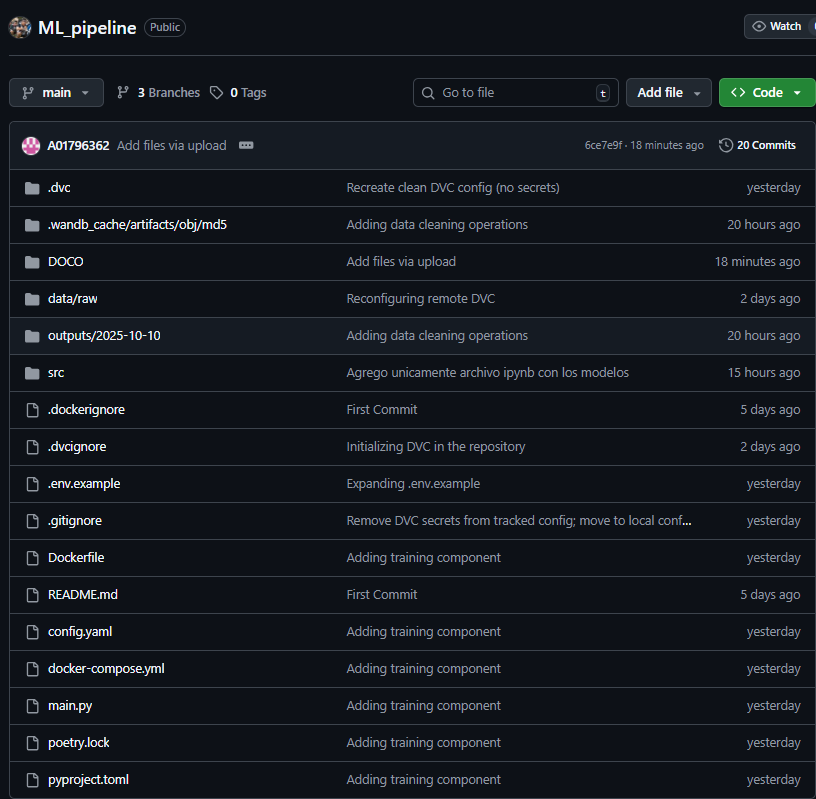 ML_pipeline Public Watch
main 3 Branches 0 Tags Go to file t Add file Code
A01796362 Add files via upload 6ce7e9f · 18 minutes ago 20 Commits
.dvc Recreate clean DVC config (no secrets) yesterday
.wandb_cache/artifacts/obj/md5 Adding data cleaning operations 20 hours ago
DOCO Add files via upload 18 minutes ago
data/raw Reconfiguring remote DVC 2 days ago
outputs/2025-10-10 Adding data cleaning operations 20 hours ago
src Agrego unicamente archivo ipynb con los modelos 15 hours ago
.dockerignore First Commit 5 days ago
.dvcignore Initializing DVC in the repository 2 days ago
.env.example Expanding .env.example yesterday
.gitignore Remove DVC secrets from tracked config; move to local conf... yesterday
Dockerfile Adding training component yesterday
README.md First Commit 5 days ago
config.yaml Adding training component yesterday
docker-compose.yml Adding training component yesterday
main.py Adding training component yesterday
poetry.lock Adding training component yesterday
pyproject.toml Adding training component yesterday